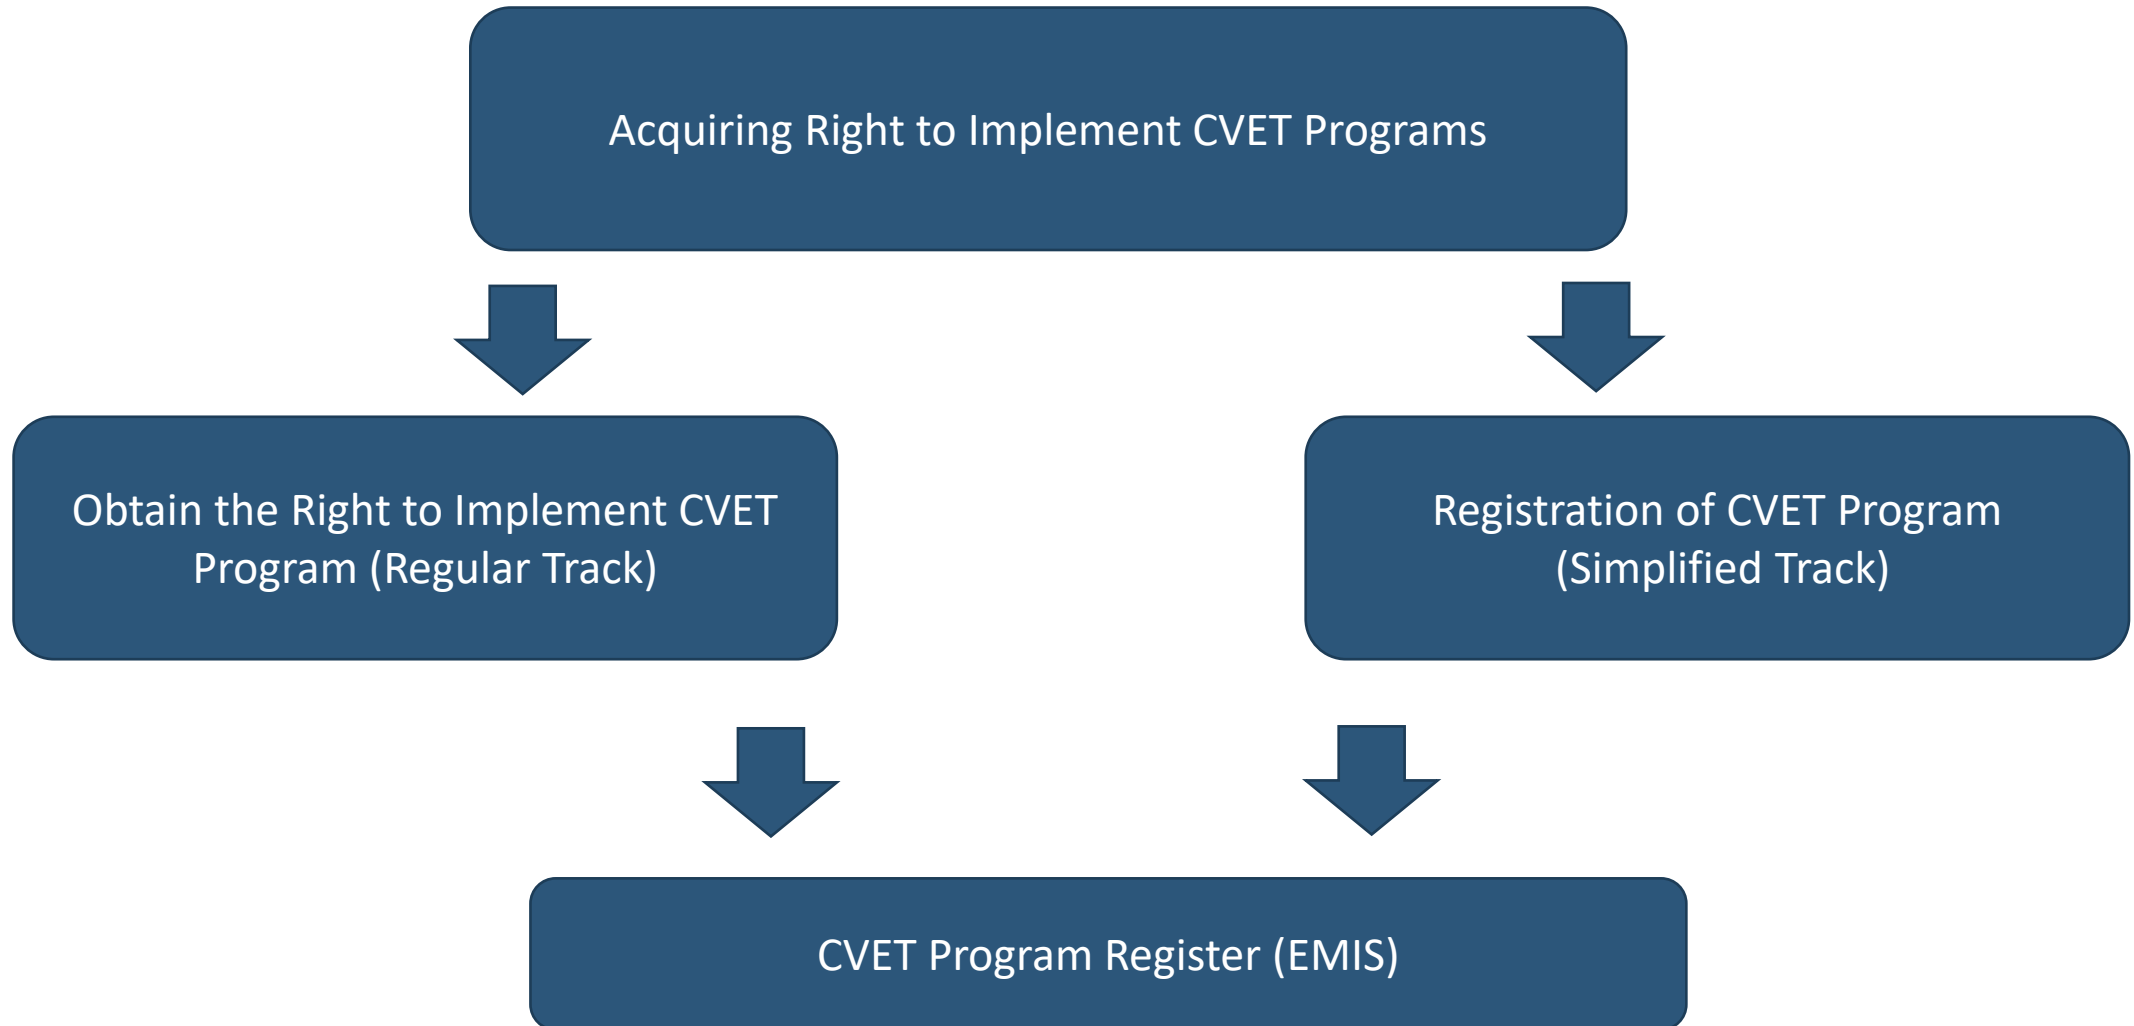 Acquiring Right to Implement CVET Programs
Obtain the Right to Implement CVET
Program (Regular Track)
Registration of CVET Program
(Simplified Track)
CVET Program Register (EMIS)